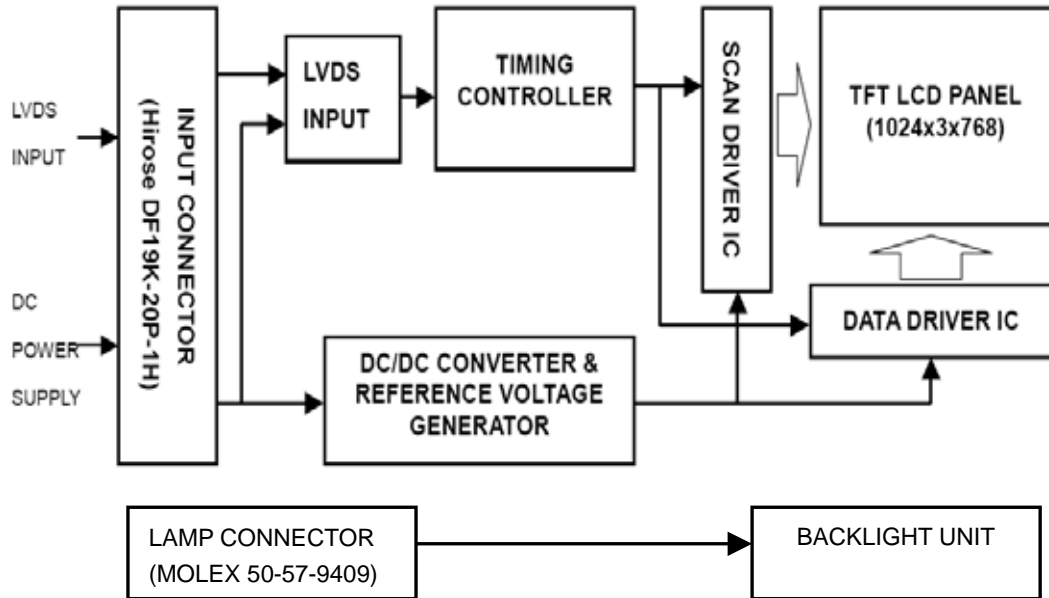 LVDS
INPUT
DC
POWER
SUPPLY
INPUT CONNECTOR
(Hirose DF19K-20P-1H)
LVDS
INPUT
TIMING
CONTROLLER
SCAN DRIVER IC
TFT LCD PANEL
(1024x3x768)
DATA DRIVER IC
DC/DC CONVERTER &
REFERENCE VOLTAGE
GENERATOR
LAMP CONNECTOR
(MOLEX 50-57-9409)
BACKLIGHT UNIT